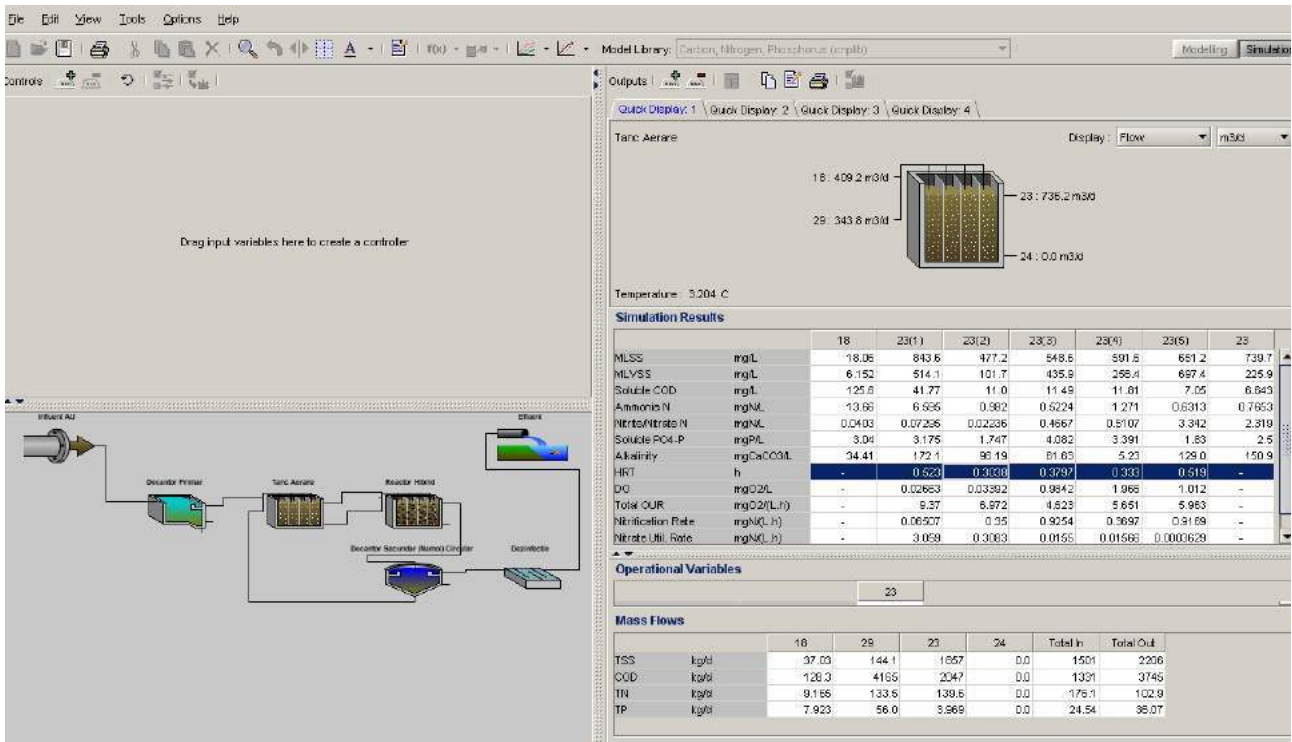 File Edit View Tools Options Help
Model Library: Carbon, Nitrogen, Phosphorus (cnplib) Modelling Simulation
Controls Outputs
Quick Display: 1 Quick Display: 2 Quick Display: 3 Quick Display: 4
Tanc Aerare Display: Flow m3/d
18 : 409.2 m3/d
23 : 736.2 m3/d
29 : 343.8 m3/d
24 : 0.0 m3/d
Drag input variables here to create a controller
Temperature : 3.204 C
Simulation Results
18 23(1) 23(2) 23(3) 23(4) 23(5) 23
MLSS mg/L 18.06 843.6 477.2 548.6 591.6 681.2 739.7
MLVSS mg/L 6.152 514.1 101.7 435.9 256.4 697.4 225.9
Soluble COD mg/L 125.6 41.77 11.0 11.49 11.81 7.05 6.643
Ammonia N mgN/L 13.66 6.595 0.982 0.5224 1.271 0.6313 0.7653
Nitrite/Nitrate N mgN/L 0.0403 0.07295 0.02236 0.4667 0.5107 3.342 2.319
Soluble PO4-P mgP/L 3.04 3.175 1.747 4.082 3.391 1.83 2.5
Alkalinity mgCaCO3/L 34.41 172.1 96.19 81.63 5.23 129.0 150.9
HRT h - 0.523 0.3038 0.3797 0.333 0.519 -
DO mgO2/L - 0.02663 0.03392 0.9842 1.966 1.012 -
Total OUR mgO2/(L.h) - 9.37 6.972 4.623 5.651 5.963 -
Nitrification Rate mgN/(L.h) - 0.06507 0.35 0.9254 0.3697 0.9169 -
Nitrate Util. Rate mgN/(L.h) - 3.059 0.3083 0.0155 0.01566 0.0003629 -
Operational Variables
23
Mass Flows
18 29 23 24 Total In Total Out
TSS kg/d 37.03 144.1 1657 0.0 1501 2206
COD kg/d 128.3 4165 2047 0.0 1331 3745
TN kg/d 9.165 133.5 139.6 0.0 176.1 102.9
TP kg/d 7.923 56.0 3.969 0.0 24.54 38.07
Influent AU Efluent
Decantor Primar Tanc Aerare Reactor Hibrid
Decantor Secundar (Namol) Circular Dezinfectie